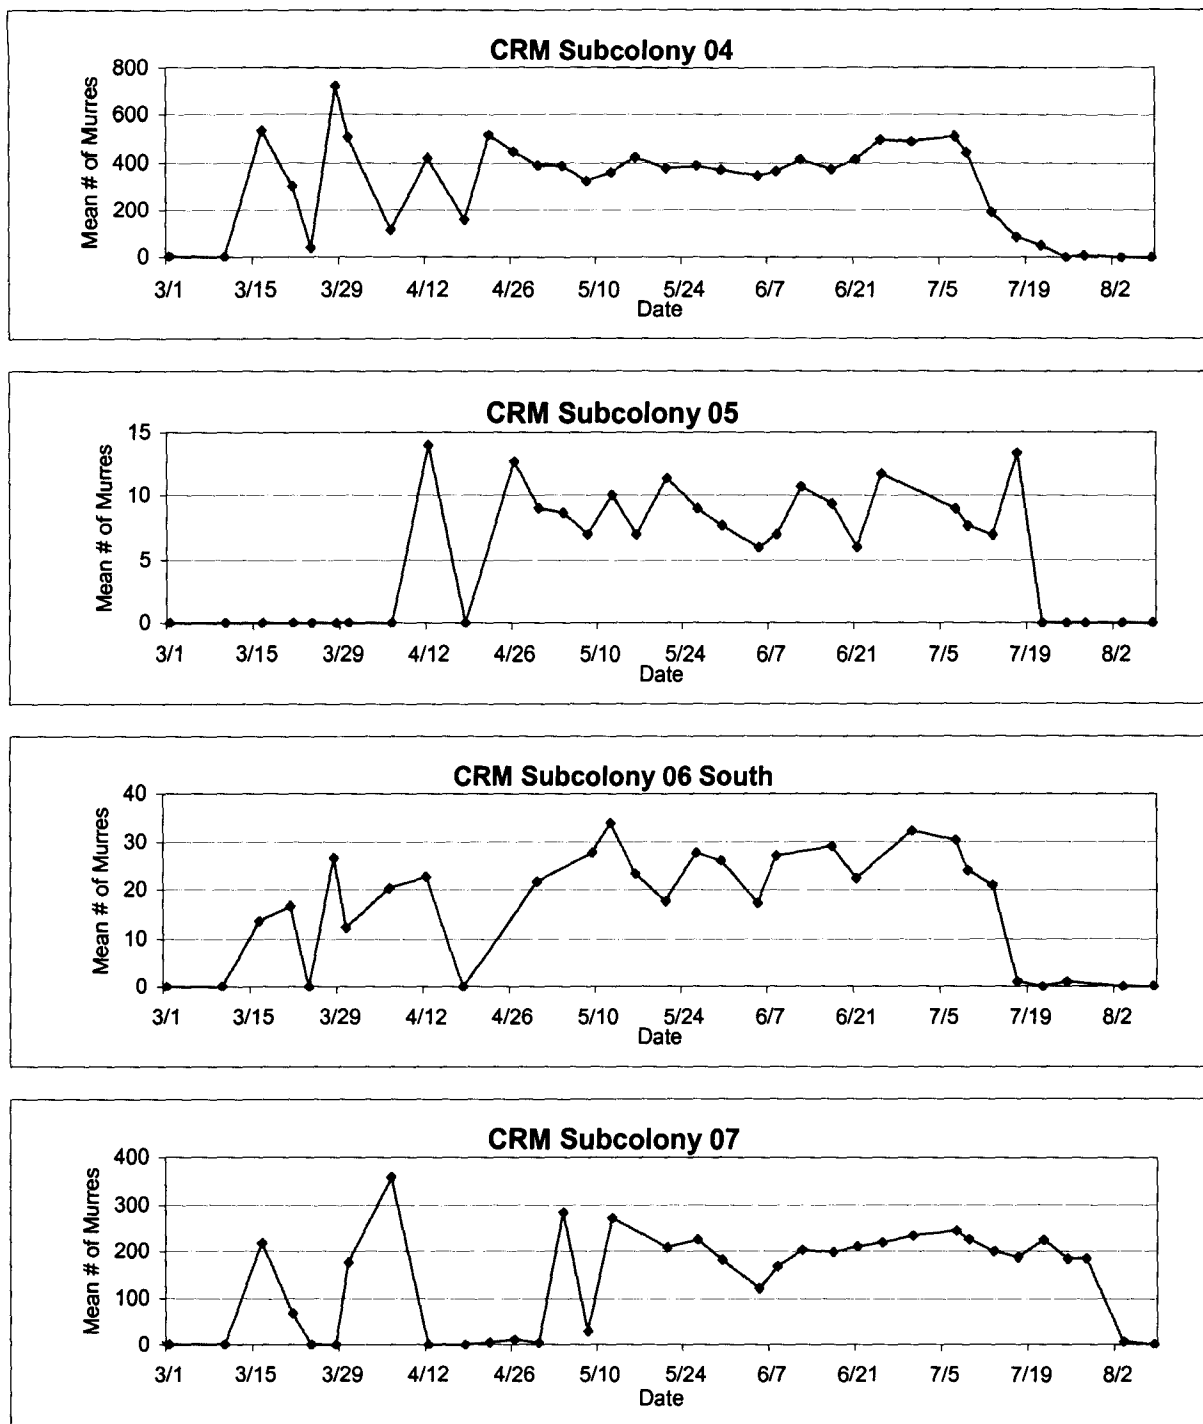 CRM Subcolony 04
Mean # of Murres
800
600
400
200
0
3/1 3/15 3/29 4/12 4/26 5/10 5/24 6/7 6/21 7/5 7/19 8/2
Date
CRM Subcolony 05
Mean # of Murres
15
10
5
0
3/1 3/15 3/29 4/12 4/26 5/10 5/24 6/7 6/21 7/5 7/19 8/2
Date
CRM Subcolony 06 South
Mean # of Murres
40
30
20
10
0
3/1 3/15 3/29 4/12 4/26 5/10 5/24 6/7 6/21 7/5 7/19 8/2
Date
CRM Subcolony 07
Mean # of Murres
400
300
200
100
0
3/1 3/15 3/29 4/12 4/26 5/10 5/24 6/7 6/21 7/5 7/19 8/2
Date